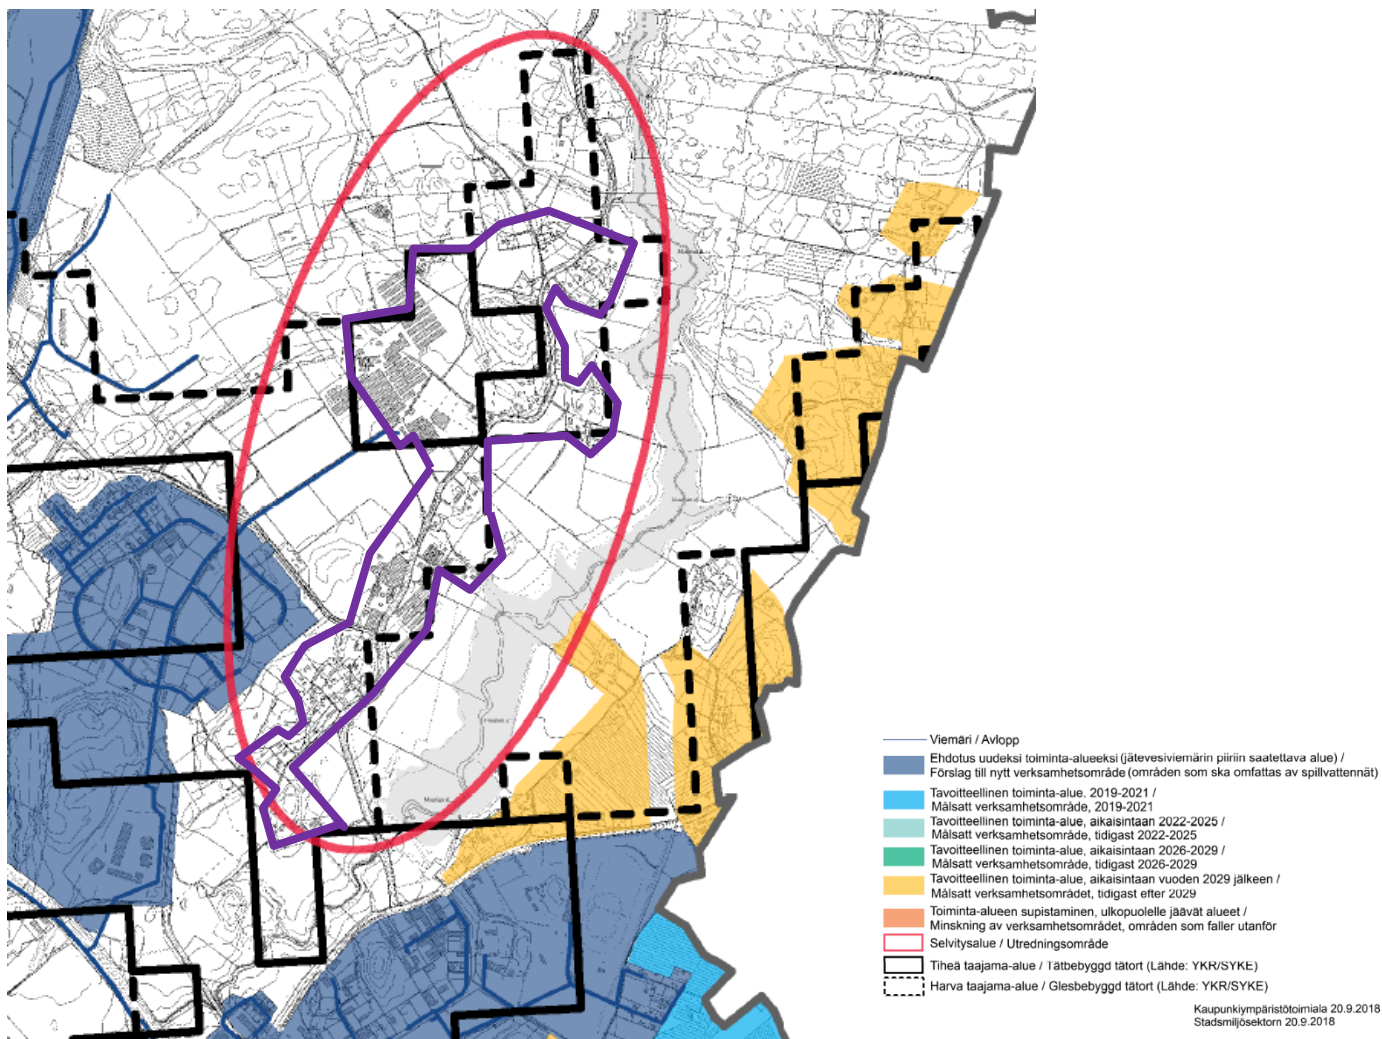 Viemäri / Avlopp
Ehdotus uudeksi toiminta-alueeksi (jätevesiviemärin piiriin saatettava alue) /
Förslag till nytt verksamhetsområde (områden som ska omfattas av spillvattennät)
Tavoitteellinen toiminta-alue, 2019-2021 /
Målsatt verksamhetsområde, 2019-2021
Tavoitteellinen toiminta-alue, aikaisintaan 2022-2025 /
Målsatt verksamhetsområde, tidigast 2022-2025
Tavoitteellinen toiminta-alue, aikaisintaan 2026-2029 /
Målsatt verksamhetsområde, tidigast 2026-2029
Tavoitteellinen toiminta-alue, aikaisintaan vuoden 2029 jälkeen /
Målsatt verksamhetsområdet, tidigast efter 2029
Toiminta-alueen supistaminen, ulkopuolelle jäävät alueet /
Minskning av verksamhetsområdet, områden som faller utanför
Selvitysalue / Utredningsområde
Tiheä taajama-alue / Tätbebyggd tätort (Lähde: YKR/SYKE)
Harva taajama-alue / Glesbebyggd tätort (Lähde: YKR/SYKE)
Kaupunkiympäristötoimiala 20.9.2018
Stadsmiljösektorn 20.9.2018